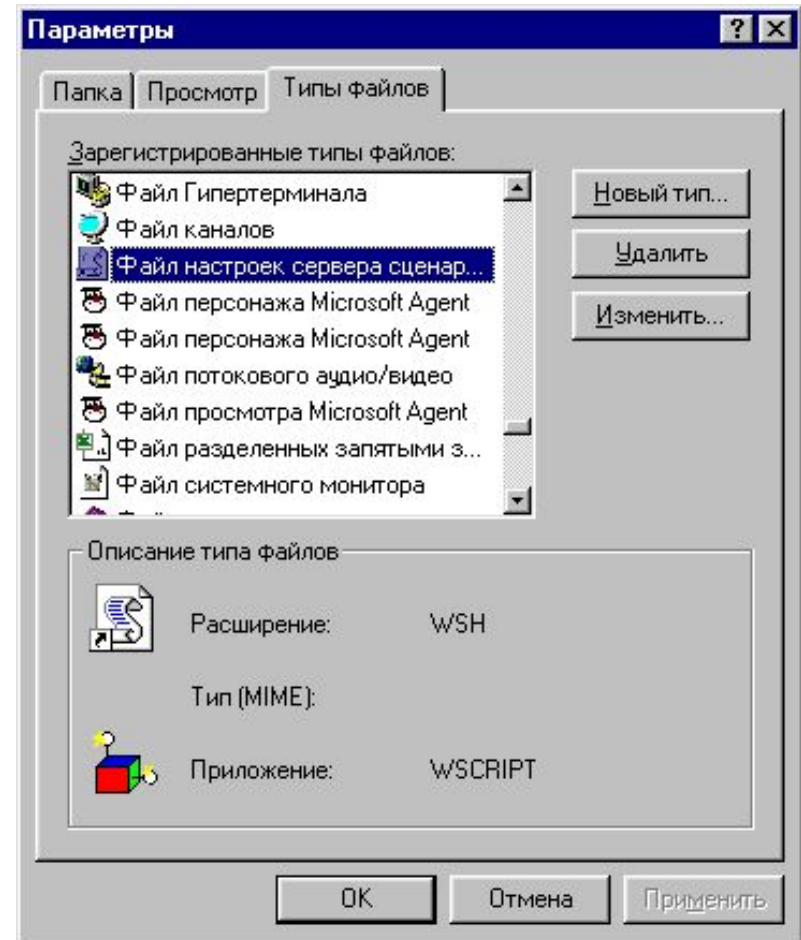 Параметры
Папка Просмотр Типы файлов
Зарегистрированные типы файлов:
Файл Гипертерминала
Файл каналов
Файл настроек сервера сценар...
Файл персонажа Microsoft Agent
Файл персонажа Microsoft Agent
Файл потокового аудио/видео
Файл просмотра Microsoft Agent
Файл разделенных запятыми з...
Файл системного монитора
Новый тип...
Удалить
Изменить...
Описание типа файлов
Расширение: WSH
Тип (MIME):
Приложение: WSCRIPT
OK Отмена Применить